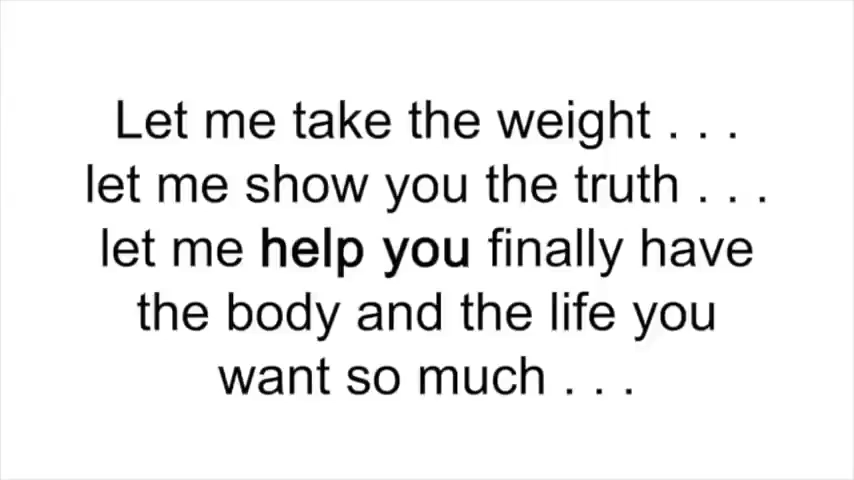 Let me take the weight . . .
let me show you the truth . . .
let me help you finally have
the body and the life you
want so much . . .